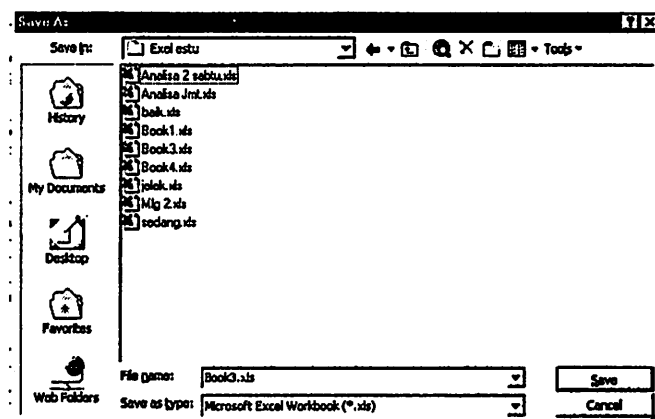 Save As
Save in:
Exel estu
Tools
History
My Documents
Desktop
Favorites
Web Folders
Analisa 2 sabtu.xls
Analisa Jmt.xls
baik.xls
Book1.xls
Book3.xls
Book4.xls
jelek.xls
Mlg 2.xls
sedang.xls
File name:
Book3.xls
Save
Save as type:
Microsoft Excel Workbook (*.xls)
Cancel